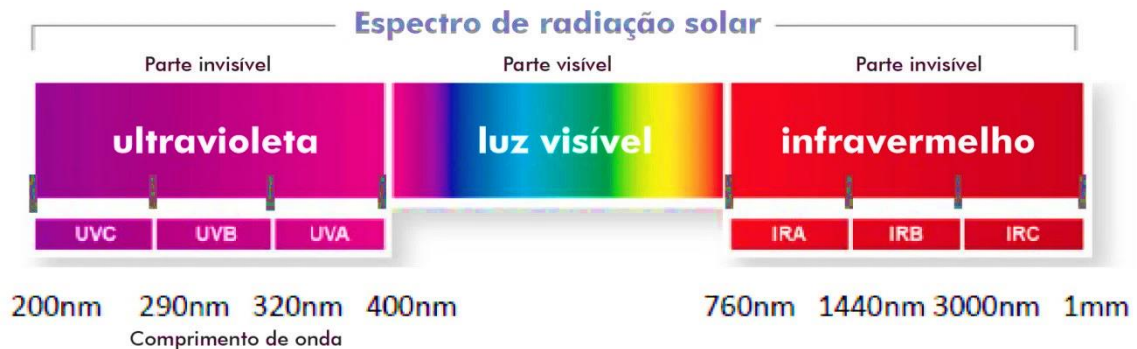 Espectro de radiação solar
Parte invisível Parte visível Parte invisível
ultravioleta luz visível infravermelho
UVC UVB UVA IRA IRB IRC
200nm 290nm 320nm 400nm 760nm 1440nm 3000nm 1mm
Comprimento de onda